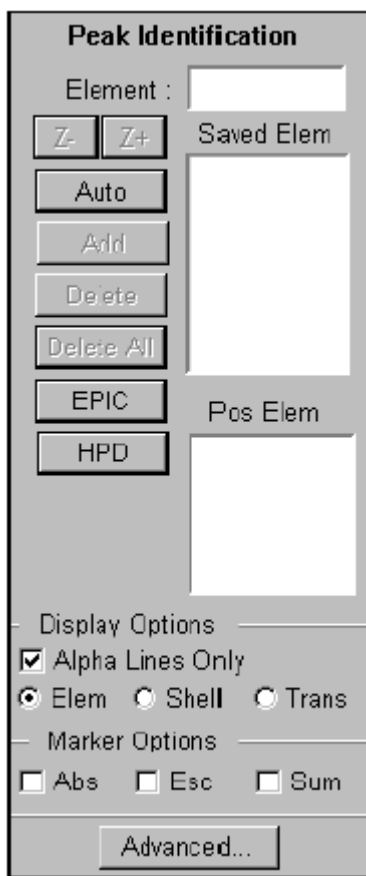 Peak Identification
Element :
Z- Z+ Saved Elem
Auto
Add
Delete
Delete All
EPIC
Pos Elem
HPD
Display Options
Alpha Lines Only
Elem Shell Trans
Marker Options
Abs Esc Sum
Advanced...